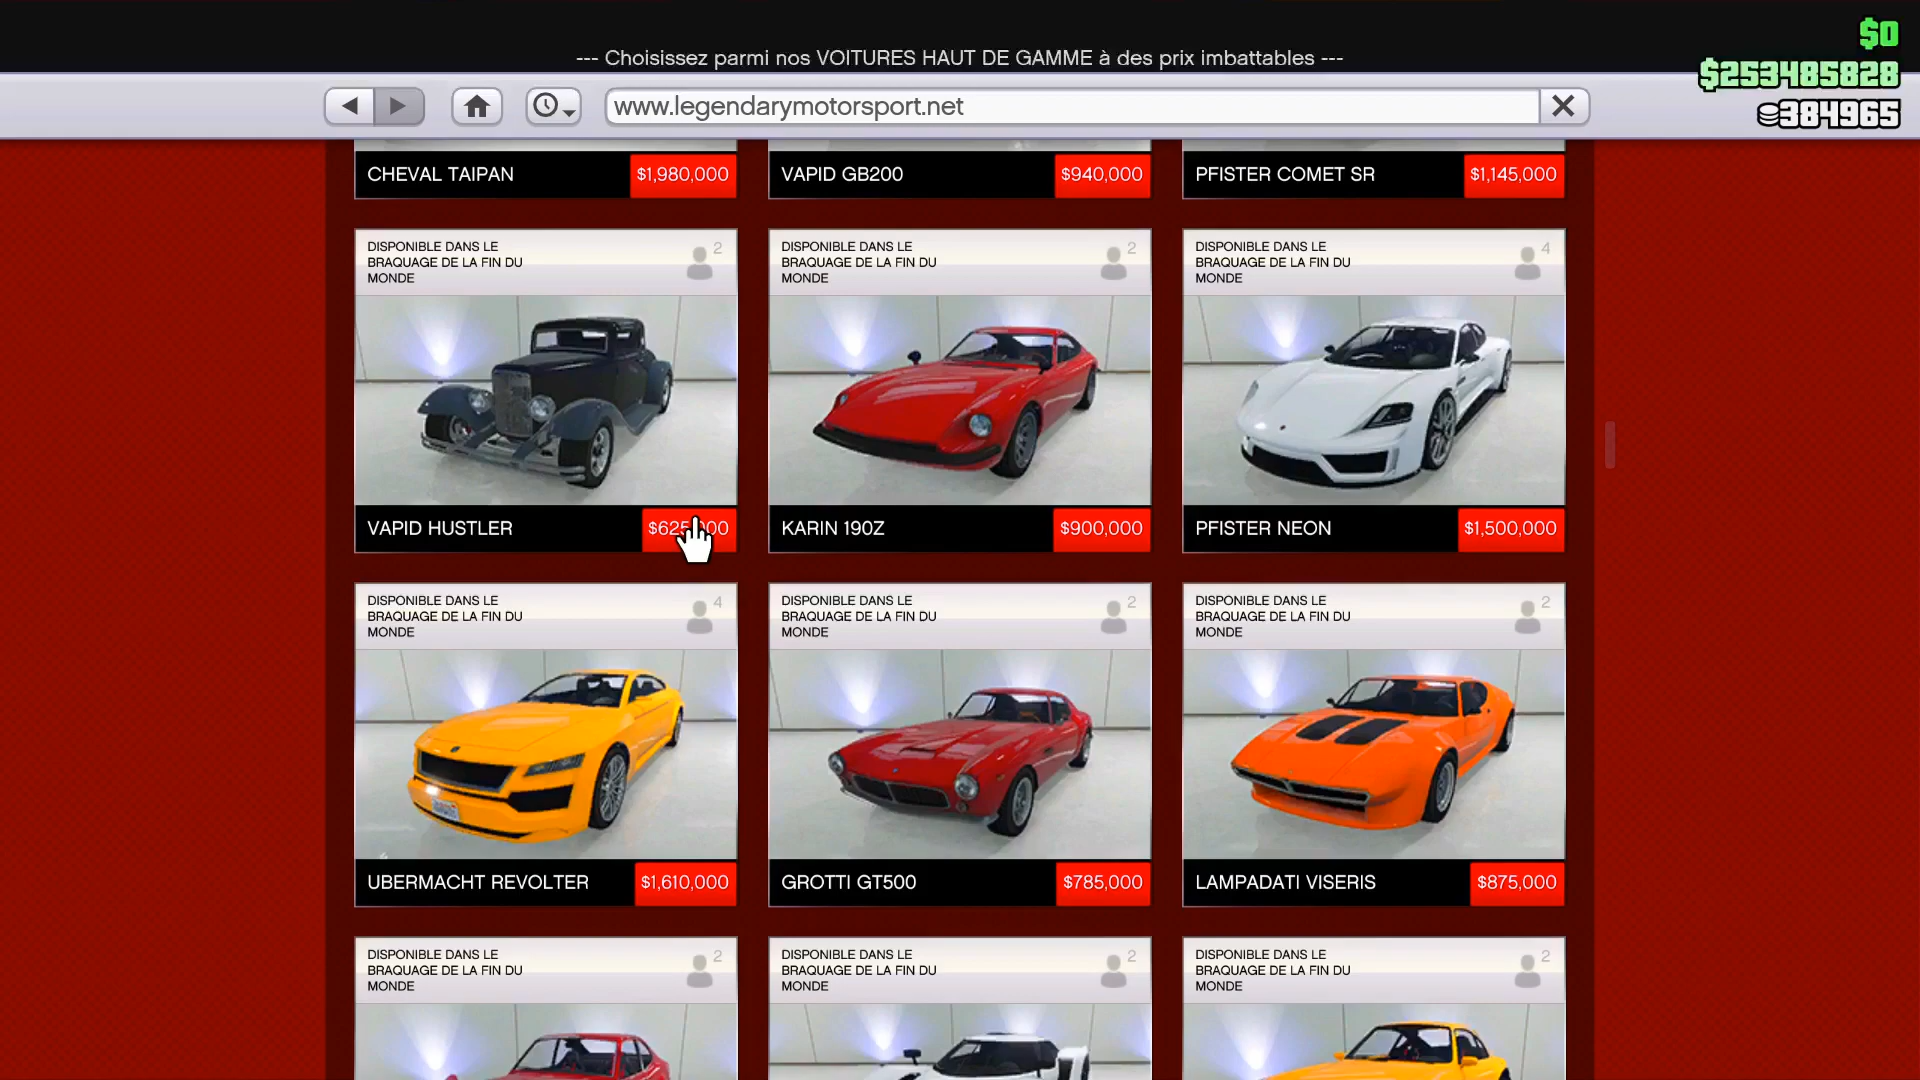 --- Choisissez parmi nos VOITURES HAUT DE GAMME à des prix imbattables ---
$0
$253485828
384965
www.legendarymotorsport.net
CHEVAL TAIPAN $1,980,000
VAPID GB200 $940,000
PFISTER COMET SR $1,145,000
DISPONIBLE DANS LE
BRAQUAGE DE LA FIN DU
MONDE
2
VAPID HUSTLER
DISPONIBLE DANS LE
BRAQUAGE DE LA FIN DU
MONDE
2
KARIN 190Z $900,000
DISPONIBLE DANS LE
BRAQUAGE DE LA FIN DU
MONDE
4
PFISTER NEON $1,500,000
DISPONIBLE DANS LE
BRAQUAGE DE LA FIN DU
MONDE
4
UBERMACHT REVOLTER $1,610,000
DISPONIBLE DANS LE
BRAQUAGE DE LA FIN DU
MONDE
2
GROTTI GT500 $785,000
DISPONIBLE DANS LE
BRAQUAGE DE LA FIN DU
MONDE
2
LAMPADATI VISERIS $875,000
DISPONIBLE DANS LE
BRAQUAGE DE LA FIN DU
MONDE
2
DISPONIBLE DANS LE
BRAQUAGE DE LA FIN DU
MONDE
2
DISPONIBLE DANS LE
BRAQUAGE DE LA FIN DU
MONDE
2